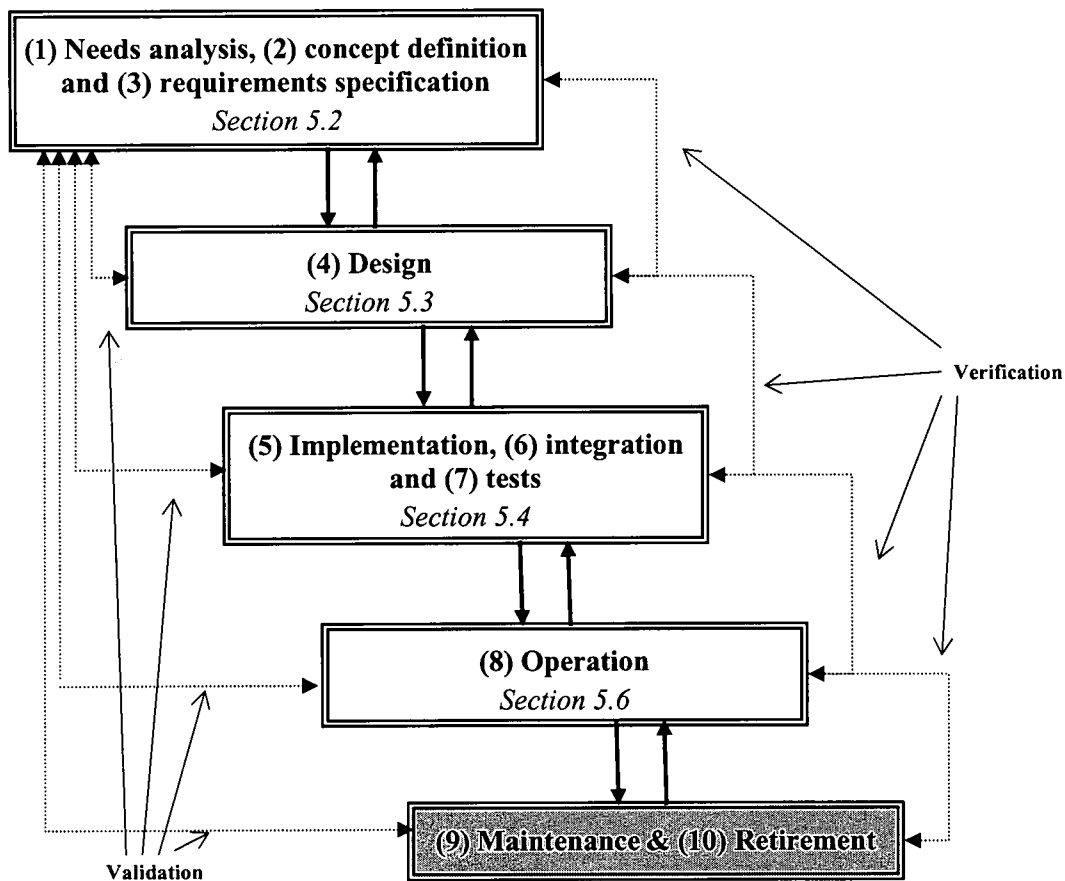 (1) Needs analysis, (2) concept definition
and (3) requirements specification
Section 5.2
(4) Design
Section 5.3
Verification
(5) Implementation, (6) integration
and (7) tests
Section 5.4
(8) Operation
Section 5.6
(9) Maintenance & (10) Retirement
Validation